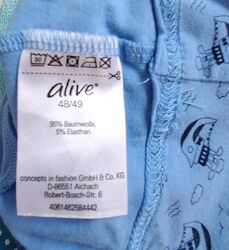 30
alive®
48/49
95% Baumwolle,
5% Elasthan
concepts in fashion GmbH & Co. KG
D-86551 Aichach
Robert-Bosch-Str. 6
4061462584442